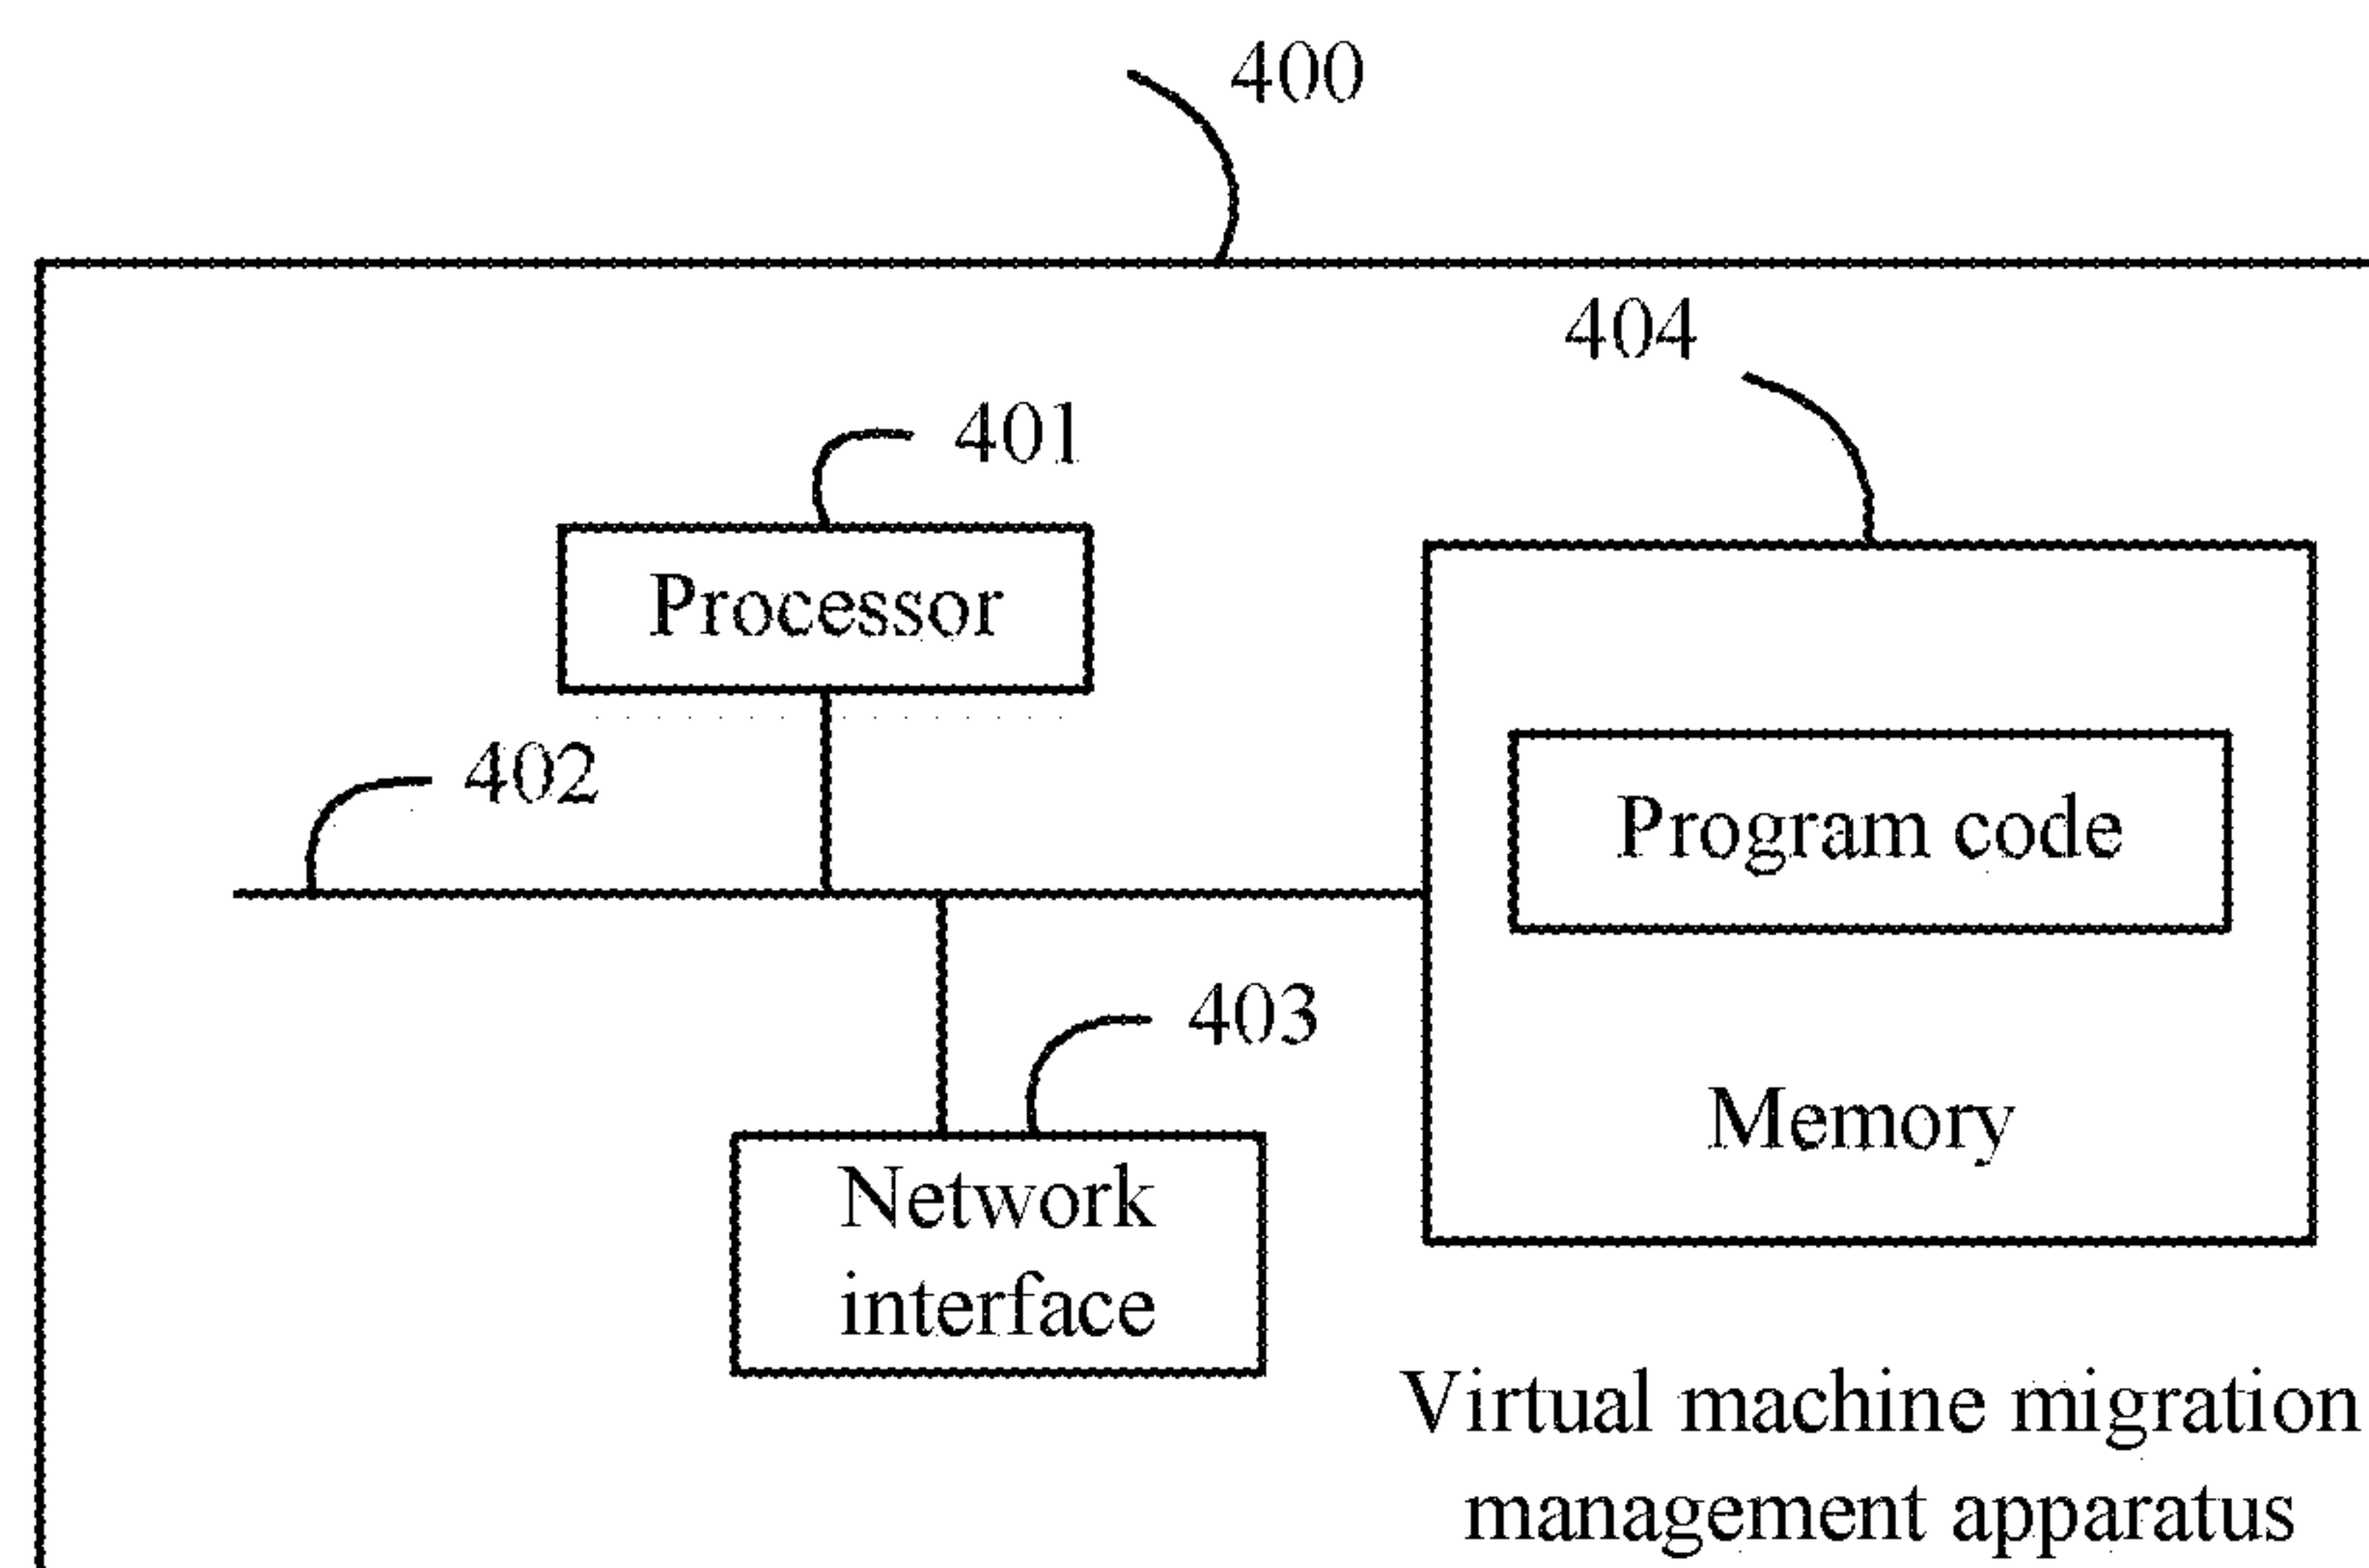 400
404
401
Processor
402
Program code
403
Memory
Network
interface
Virtual machine migration
management apparatus